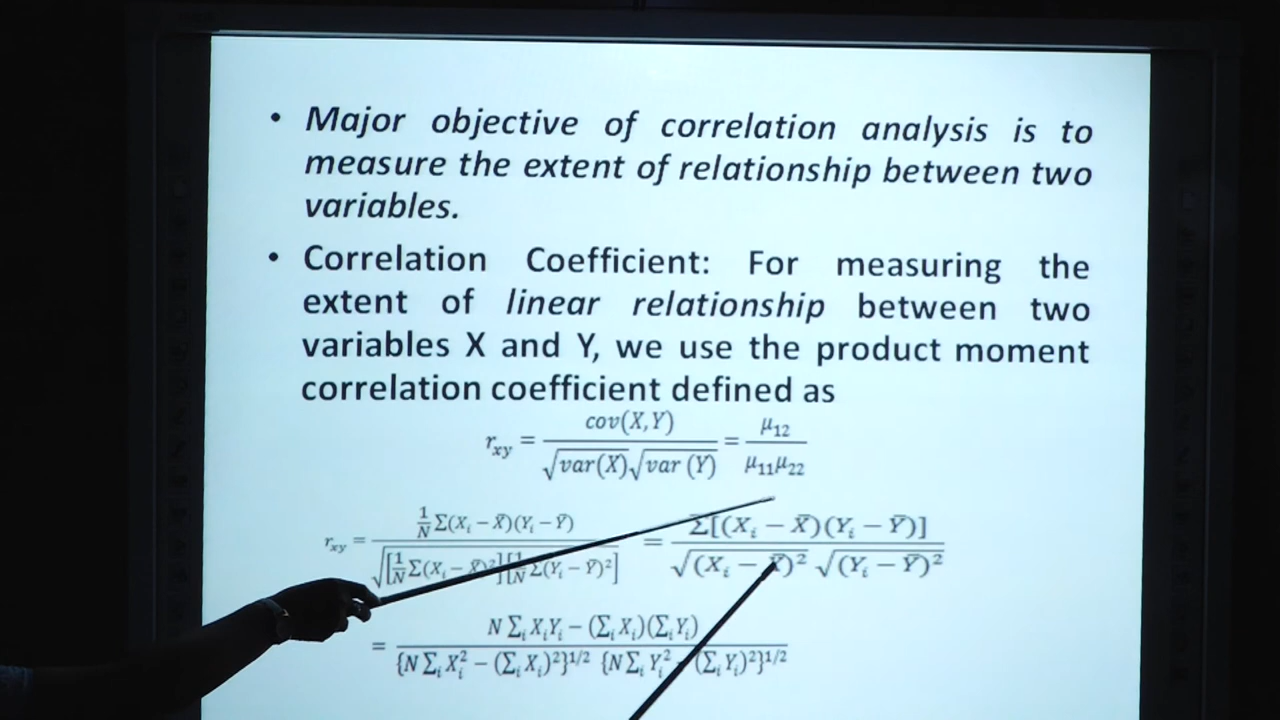 • Major objective of correlation analysis is to
measure the extent of relationship between two
variables.
• Correlation Coefficient: For measuring the
extent of linear relationship between two
variables X and Y, we use the product moment
correlation coefficient defined as
r_xy = cov(X,Y) / √var(X) √var (Y) = μ₁₂ / μ₁₁μ₂₂
r_xy = 1/N Σ(X_i − X̄)(Y_i − Ȳ) / √[1/N Σ(X_i − X̄)²][1/N Σ(Y_i − Ȳ)²] = Σ[(X_i − X̄)(Y_i − Ȳ)] / √(X_i − X̄)² √(Y_i − Ȳ)²
= N Σ_i X_iY_i − (Σ_i X_i)(Σ_i Y_i) / {N Σ_i X_i² − (Σ_i X_i)²}^1/2 {N Σ_i Y_i² − (Σ_i Y_i)²}^1/2